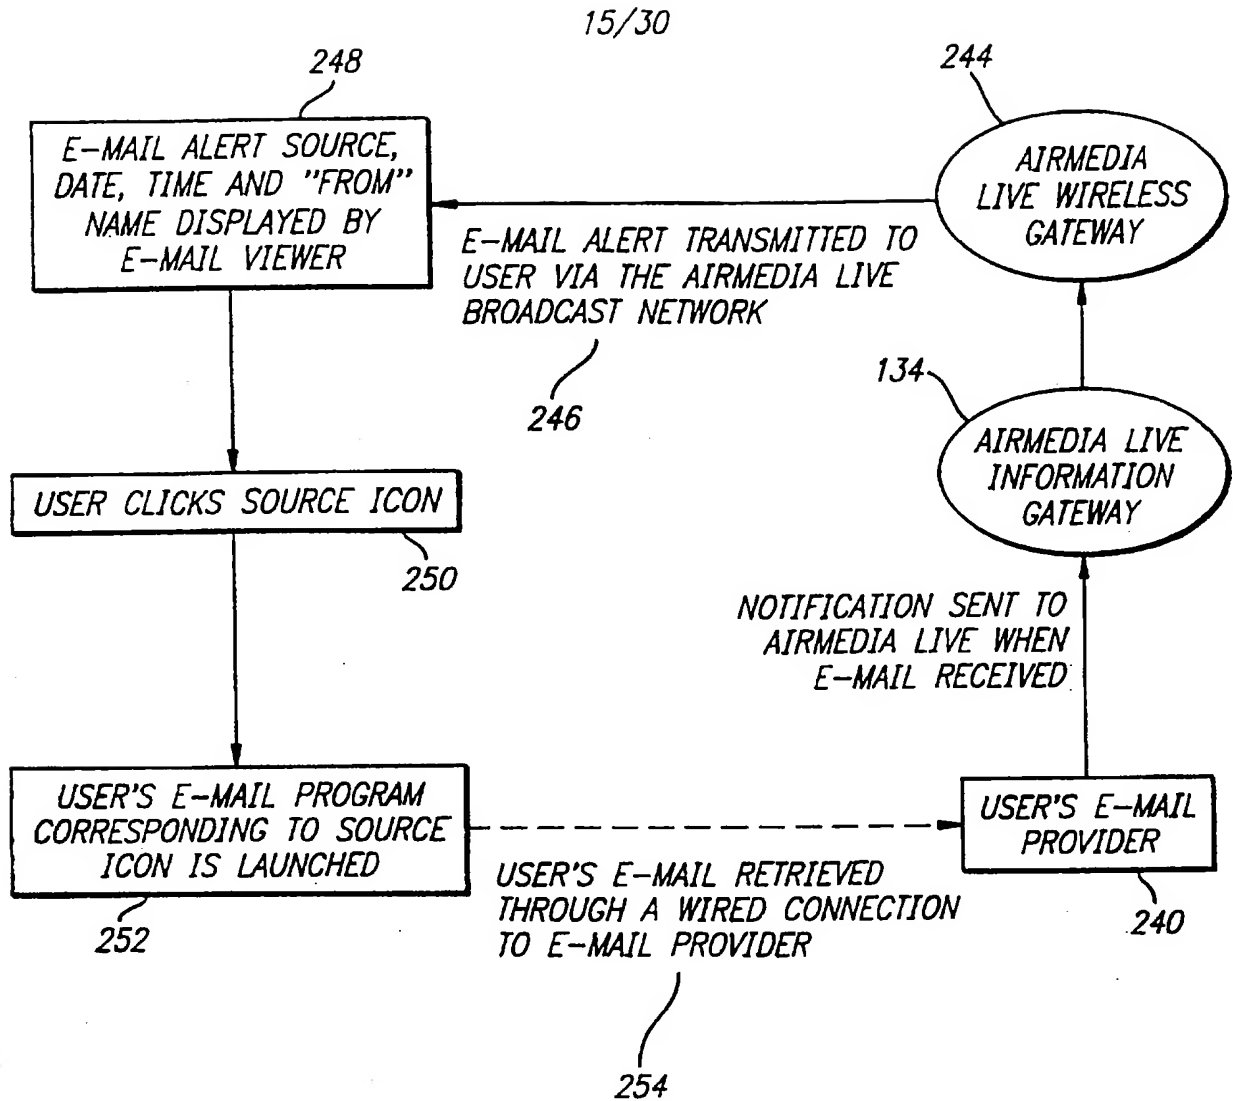 15/30
248
E-MAIL ALERT SOURCE,
DATE, TIME AND "FROM"
NAME DISPLAYED BY
E-MAIL VIEWER
244
AIRMEDIA
LIVE WIRELESS
GATEWAY
E-MAIL ALERT TRANSMITTED TO
USER VIA THE AIRMEDIA LIVE
BROADCAST NETWORK
246
134
AIRMEDIA LIVE
INFORMATION
GATEWAY
USER CLICKS SOURCE ICON
250
NOTIFICATION SENT TO
AIRMEDIA LIVE WHEN
E-MAIL RECEIVED
USER'S E-MAIL PROGRAM
CORRESPONDING TO SOURCE
ICON IS LAUNCHED
252
USER'S E-MAIL RETRIEVED
THROUGH A WIRED CONNECTION
TO E-MAIL PROVIDER
254
USER'S E-MAIL
PROVIDER
240